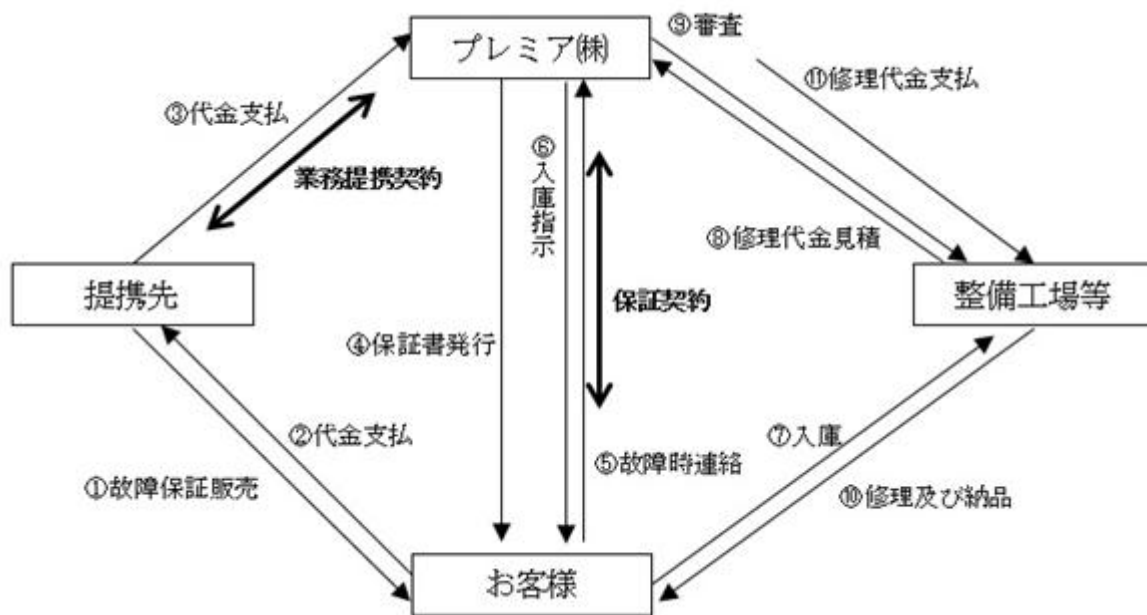 プレミア㈱
⑨審査
⑪修理代金支払
③代金支払
業務提携契約
⑥入庫指示
⑧修理代金見積
提携先
整備工場等
保証契約
④保証書発行
②代金支払
⑦入庫
⑤故障時連絡
①故障保証販売
⑩修理及び納品
お客様